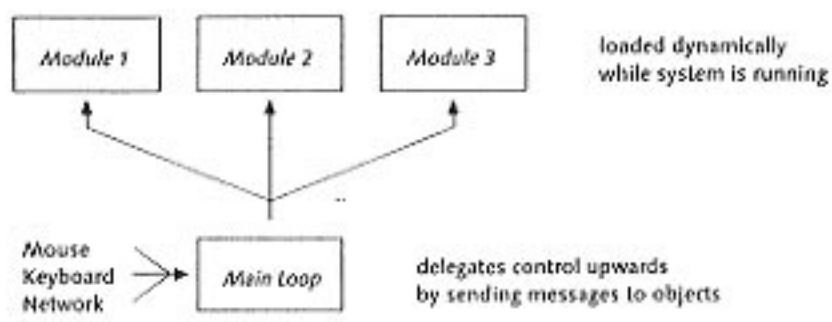 Module 1
Module 2
Module 3
loaded dynamically
while system is running
Mouse
Keyboard
Network
Main Loop
delegates control upwards
by sending messages to objects